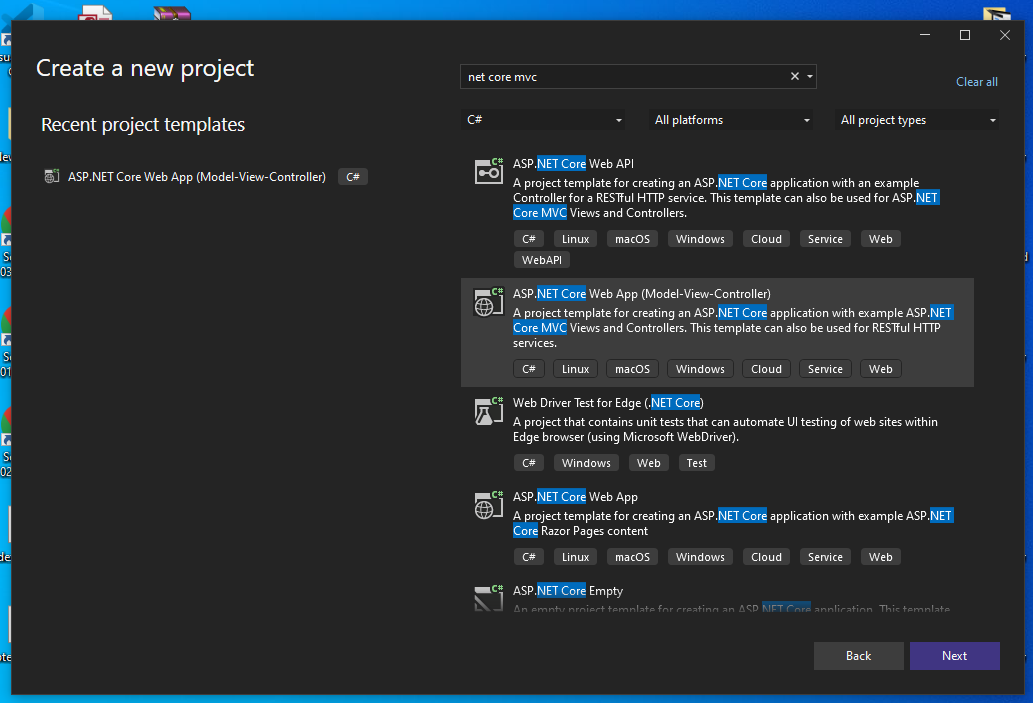 Create a new project
Recent project templates
ASP.NET Core Web App (Model-View-Controller) C#
net core mvc
Clear all
C# All platforms All project types
ASP.NET Core Web API
A project template for creating an ASP.NET Core application with an example
Controller for a RESTful HTTP service. This template can also be used for ASP.NET
Core MVC Views and Controllers.
C# Linux macOS Windows Cloud Service Web
WebAPI
ASP.NET Core Web App (Model-View-Controller)
A project template for creating an ASP.NET Core application with example ASP.NET
Core MVC Views and Controllers. This template can also be used for RESTful HTTP
services.
C# Linux macOS Windows Cloud Service Web
Web Driver Test for Edge (.NET Core)
A project that contains unit tests that can automate UI testing of web sites within
Edge browser (using Microsoft WebDriver).
C# Windows Web Test
ASP.NET Core Web App
A project template for creating an ASP.NET Core application with example ASP.NET
Core Razor Pages content
C# Linux macOS Windows Cloud Service Web
ASP.NET Core Empty
An empty project template for creating an ASP.NET Core application. This template
Back Next